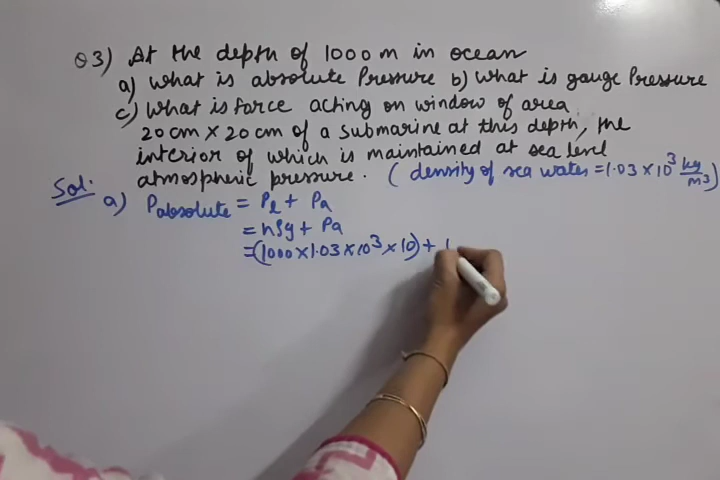 Q3) At the depth of 1000 m in ocean
a) what is absolute Pressure b) what is gauge Pressure
c) what is force acting on window of area
20 cm × 20 cm of a submarine at this depth, the
interior of which is maintained at sea level
atmospheric pressure. (density of sea water = 1.03 × 10³ kg/m³)
Sol:
a) P absolute = Pl + Pa
= hρg + Pa
= (1000 × 1.03 × 10³ × 10) + 1